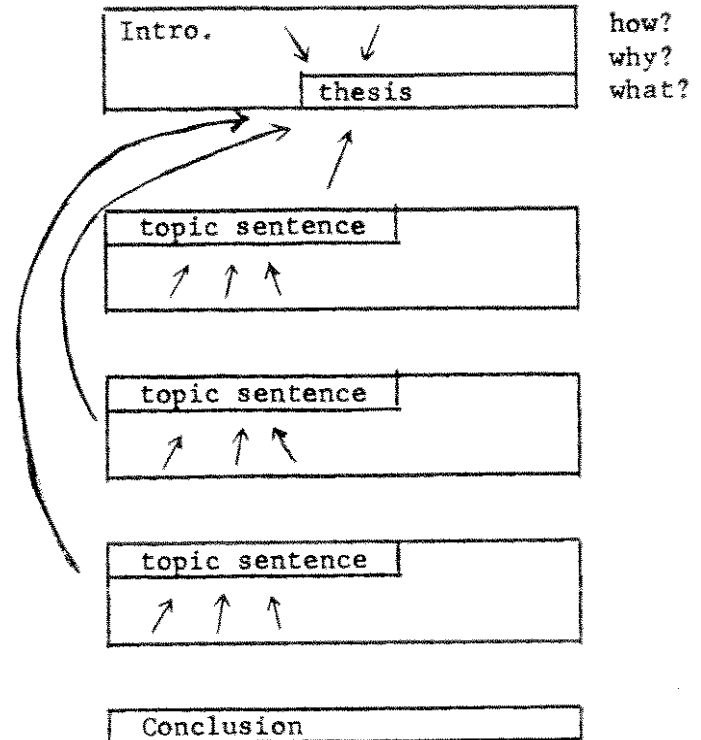 Intro.
how?
why?
what?
thesis
topic sentence
topic sentence
topic sentence
Conclusion